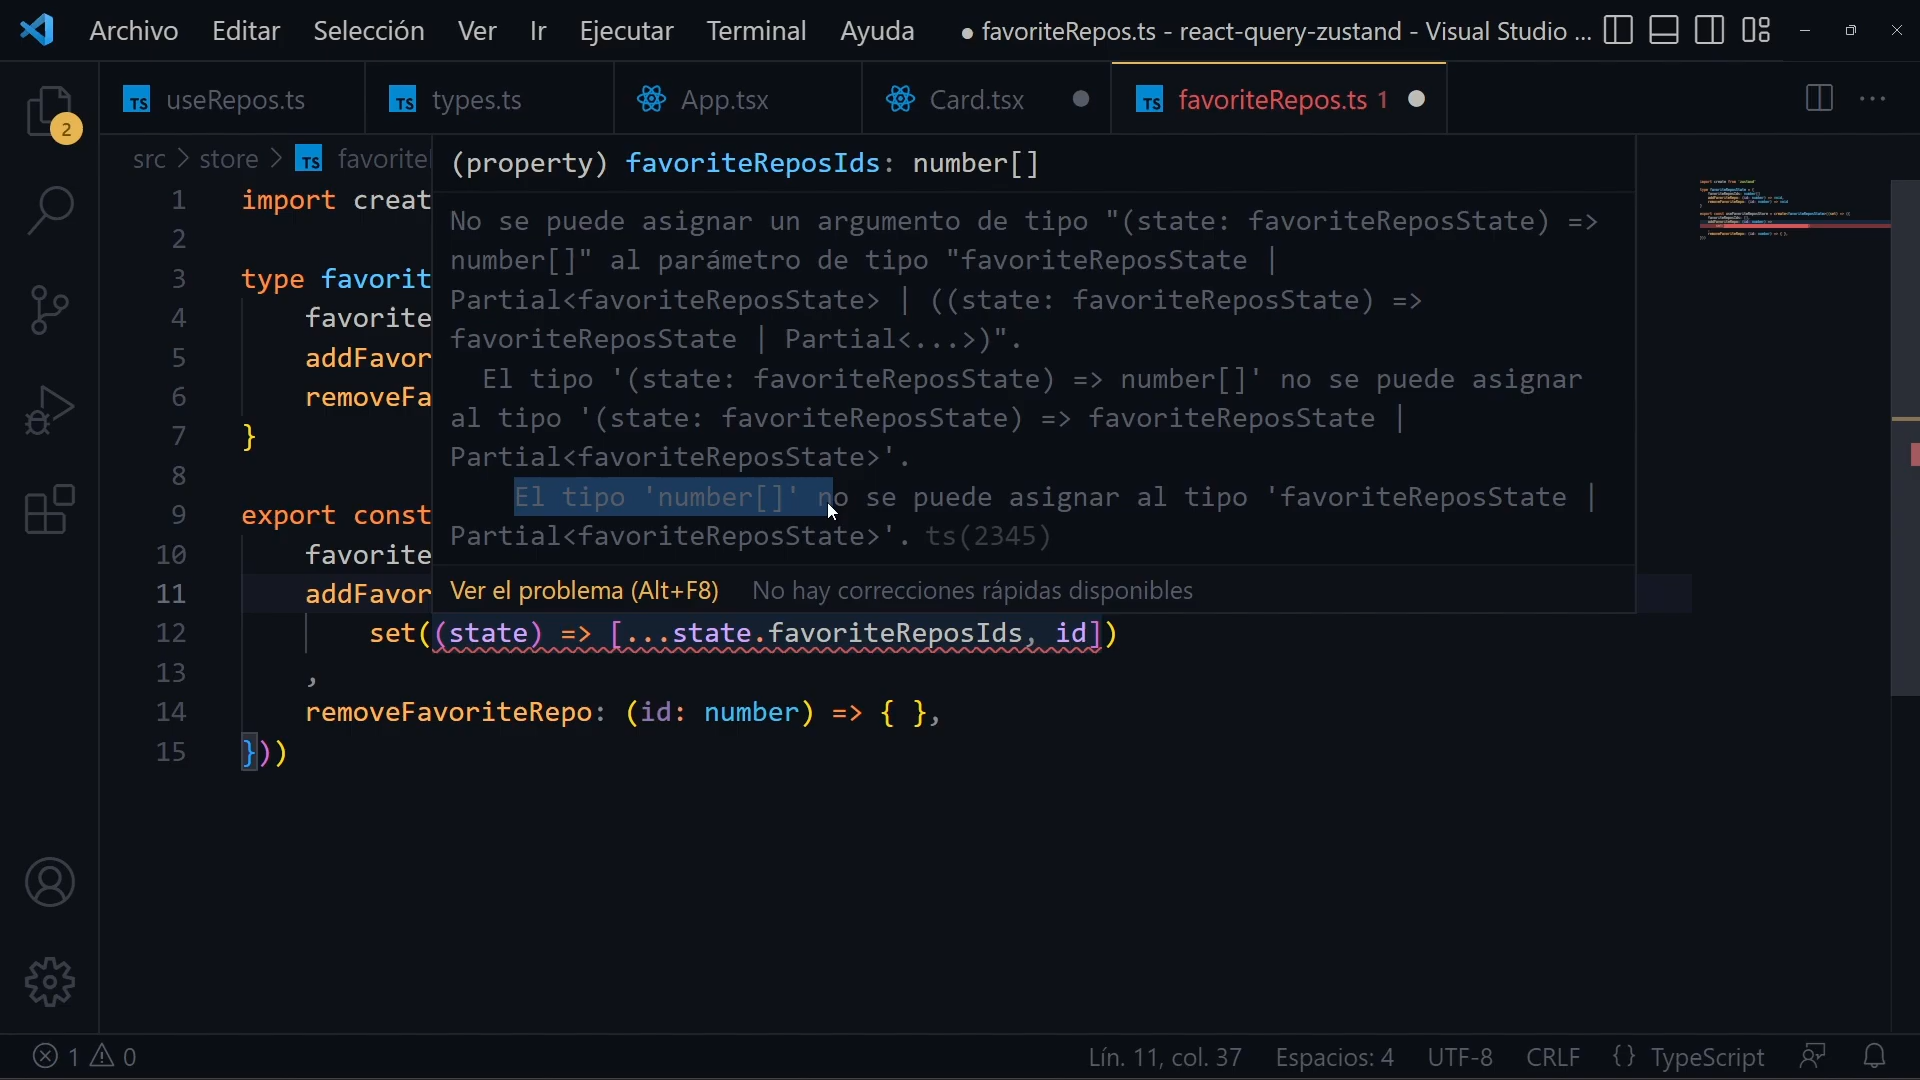 Archivo Editar Selección Ver Ir Ejecutar Terminal Ayuda ● favoriteRepos.ts - react-query-zustand - Visual Studio ...
TS useRepos.ts TS types.ts App.tsx Card.tsx ● TS favoriteRepos.ts 1 ●
2
src > store > TS favoriteI
(property) favoriteReposIds: number[]
1 import creat
No se puede asignar un argumento de tipo "(state: favoriteReposState) =>
2
number[]" al parámetro de tipo "favoriteReposState |
3 type favorit
Partial<favoriteReposState> | ((state: favoriteReposState) =>
4 favorite
favoriteReposState | Partial<...>)".
5 addFavor
El tipo '(state: favoriteReposState) => number[]' no se puede asignar
6 removeFa
al tipo '(state: favoriteReposState) => favoriteReposState |
7 }
Partial<favoriteReposState>'.
8
El tipo 'number[]' no se puede asignar al tipo 'favoriteReposState |
9 export const
Partial<favoriteReposState>'. ts(2345)
10 favorite
Ver el problema (Alt+F8) No hay correcciones rápidas disponibles
11 addFavor
12 set((state) => [...state.favoriteReposIds, id])
13 ,
14 removeFavoriteRepo: (id: number) => { },
15 }))
1 0 Lín. 11, col. 37 Espacios: 4 UTF-8 CRLF {} TypeScript